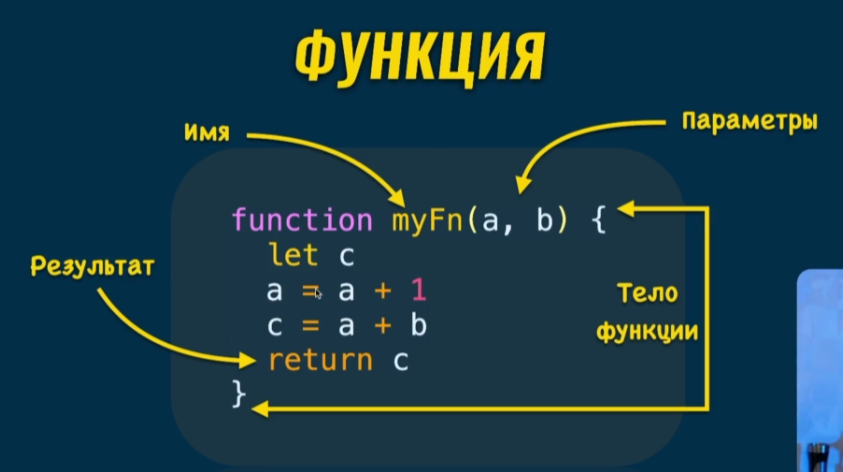 ФУНКЦИЯ
Имя
Параметры
function myFn(a, b) {
let c
Результат
a = a + 1
Тело
c = a + b
функции
return c
}